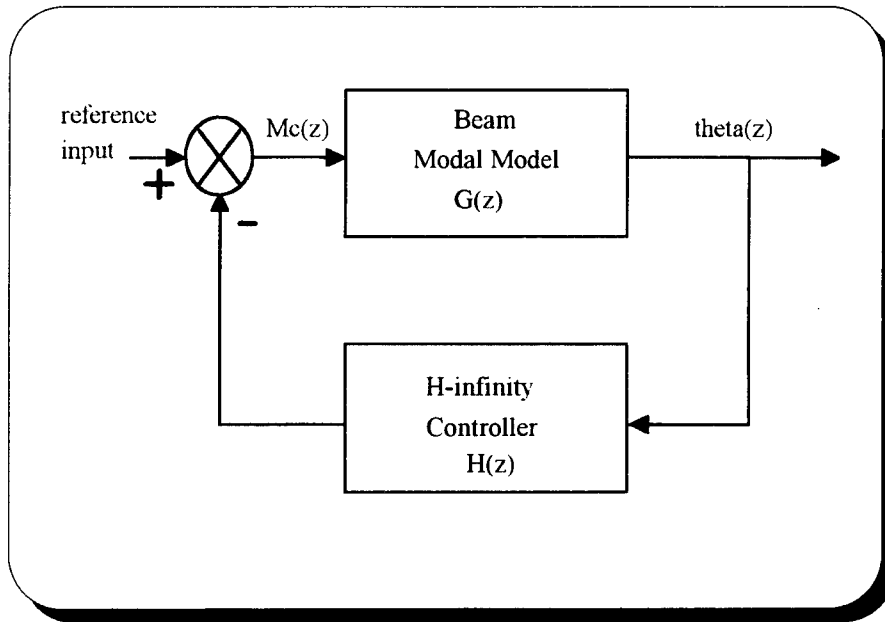 reference
input
+
-
Mc(z)
Beam
Modal Model
G(z)
theta(z)
H-infinity
Controller
H(z)